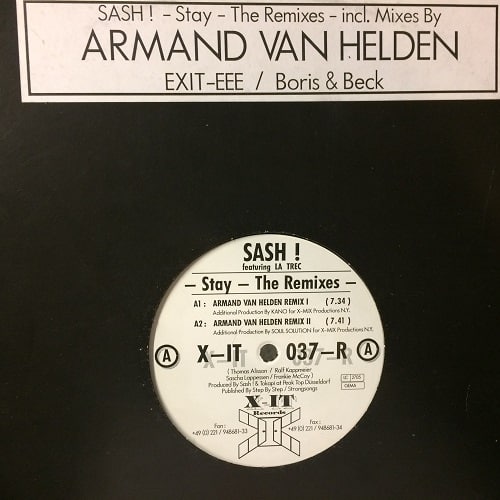 SASH ! – Stay – The Remixes – incl. Mixes By
ARMAND VAN HELDEN
EXIT-EEE / Boris & Beck
SASH !
featuring LA TREC
– Stay – The Remixes –
A1 : ARMAND VAN HELDEN REMIX I ( 7.34 )
Additional Production By KANO for X-MIX Productions N.Y.
A2 : ARMAND VAN HELDEN REMIX II ( 7.41 )
Additional Production By SOUL SOLUTION for X-MIX Productions N.Y.
A X-IT 037-R A
( Thomas Alisson / Ralf Kappmeier
Sascha Lappessen / Frankie McCoy )
Produced By Sash ! & Tokapi at Peak Top Düsseldorf
Published By Step By Step / Strongsongs
LC 2705
GEMA
X-IT
Records
Fon :
+49 (0) 221 / 948681-33
Fax :
+49 (0) 221 / 948681-34